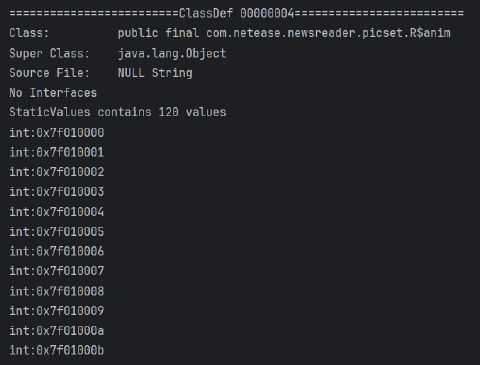 =========================ClassDef 00000004=========================
Class:          public final com.netease.newsreader.picset.R$anim
Super Class:    java.lang.Object
Source File:    NULL String
No Interfaces
StaticValues contains 120 values
int:0x7f010000
int:0x7f010001
int:0x7f010002
int:0x7f010003
int:0x7f010004
int:0x7f010005
int:0x7f010006
int:0x7f010007
int:0x7f010008
int:0x7f010009
int:0x7f01000a
int:0x7f01000b